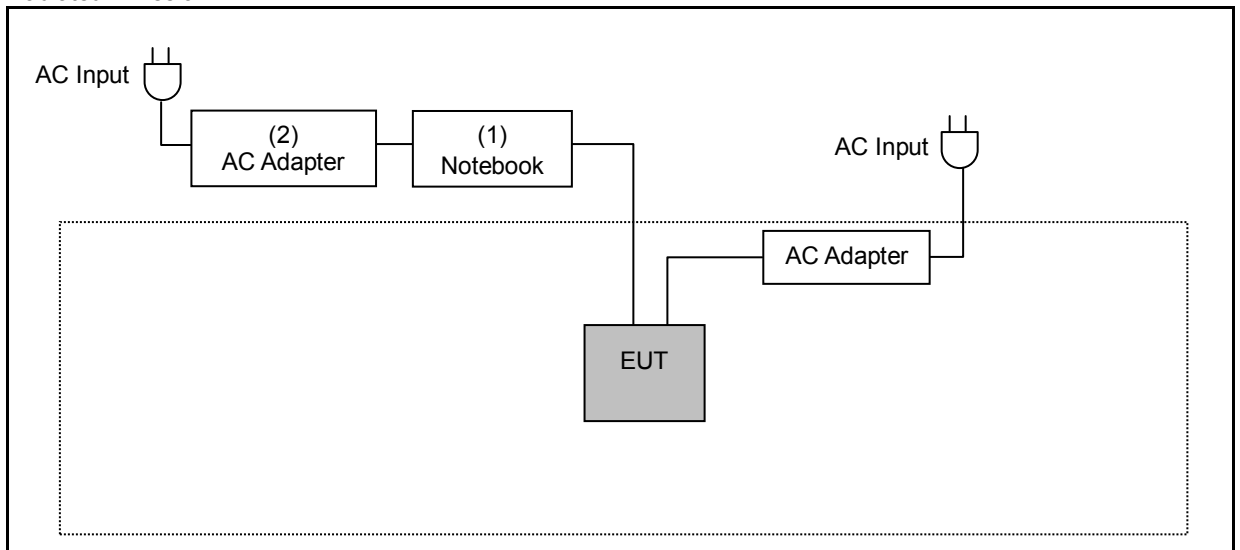 AC Input
(2)
AC Adapter
(1)
Notebook
AC Input
AC Adapter
EUT